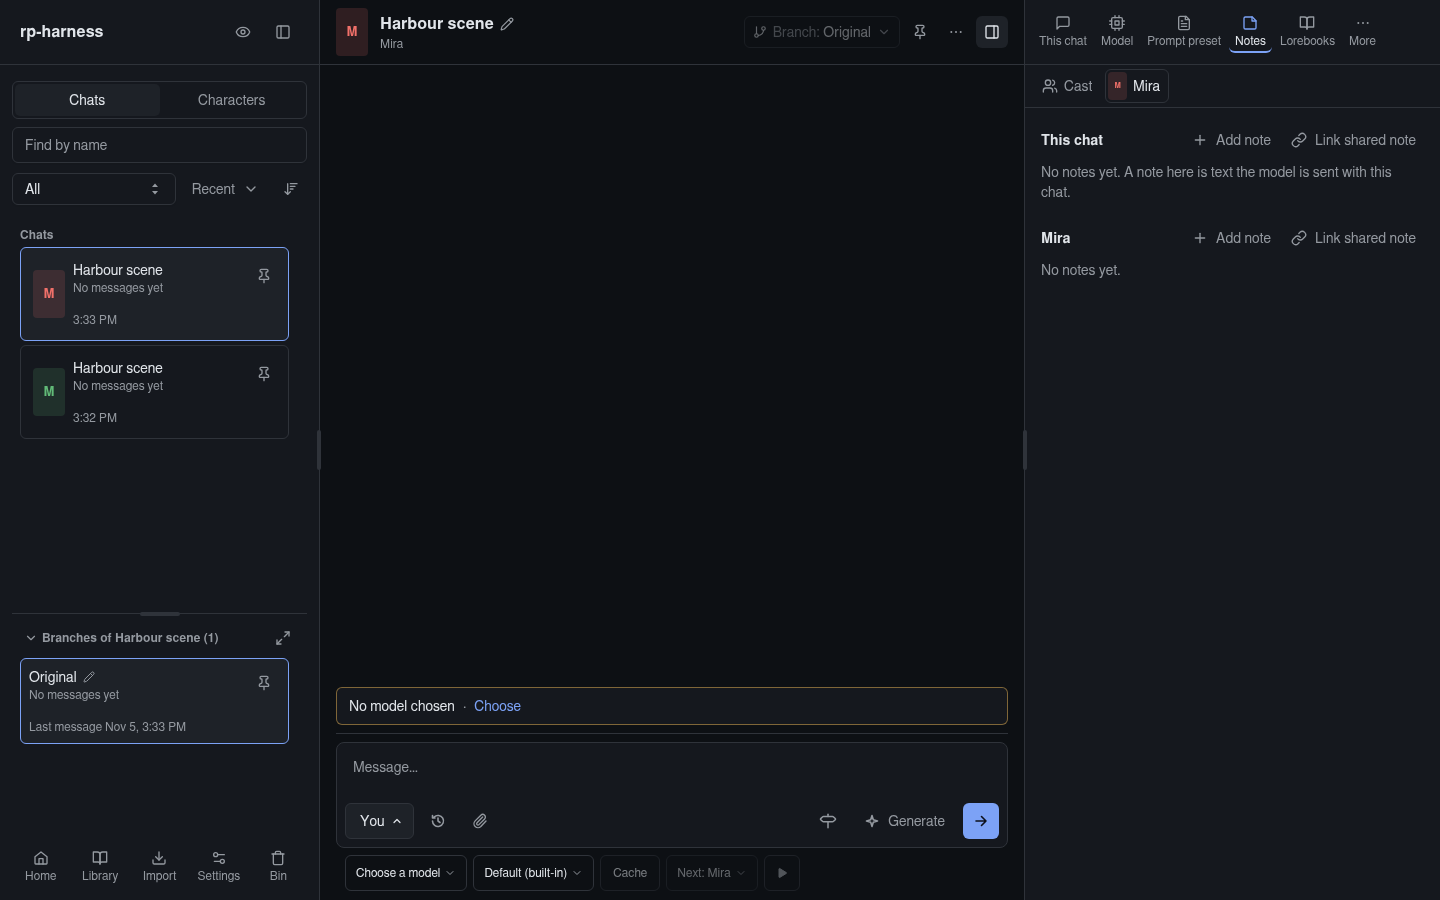 rp-harness
Chats
Characters
Find by name
All
Recent
Chats
M
Harbour scene
No messages yet
3:33 PM
M
Harbour scene
No messages yet
3:32 PM
Branches of Harbour scene (1)
Original
No messages yet
Last message Nov 5, 3:33 PM
Home
Library
Import
Settings
Bin
M
Harbour scene
Mira
Branch: Original
No model chosen · Choose
Message...
You
Generate
Choose a model
Default (built-in)
Cache
Next: Mira
This chat
Model
Prompt preset
Notes
Lorebooks
More
Cast
M
Mira
This chat
Add note
Link shared note
No notes yet. A note here is text the model is sent with this
chat.
Mira
Add note
Link shared note
No notes yet.